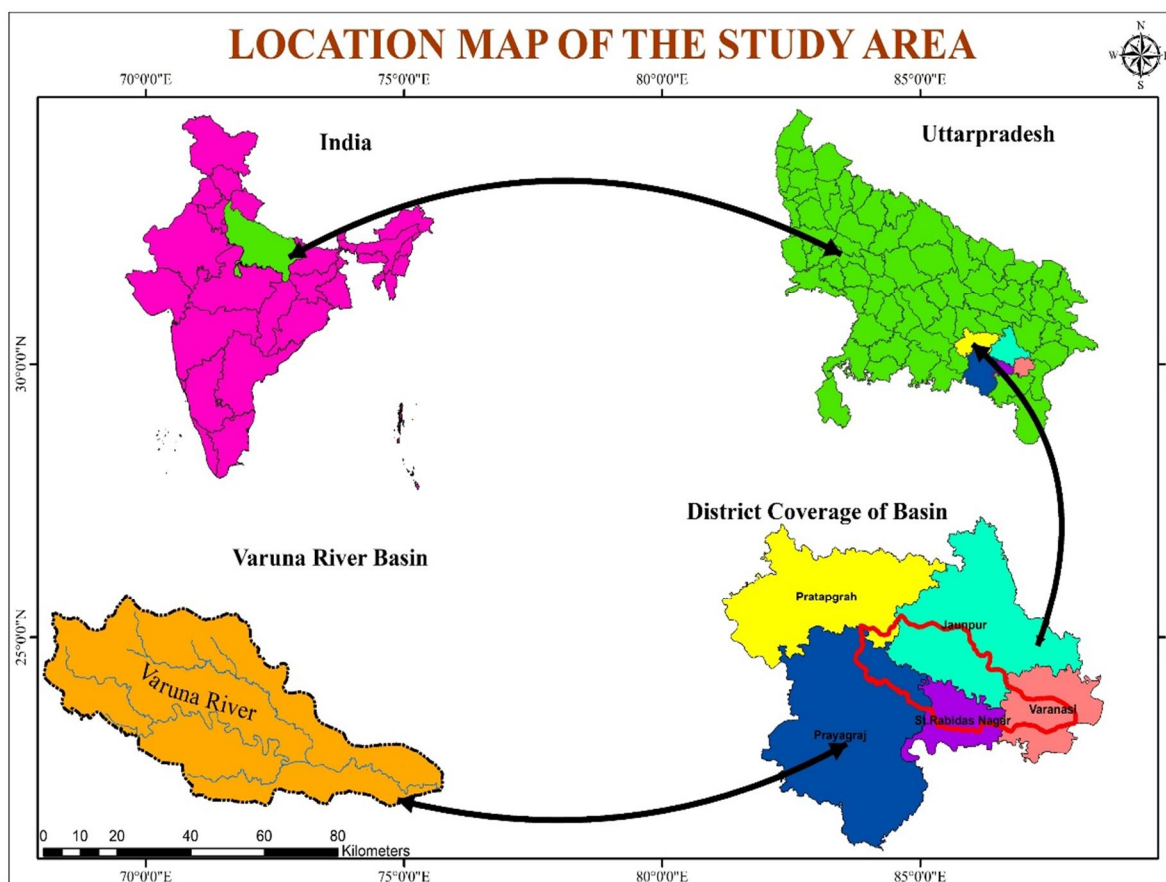 LOCATION MAP OF THE STUDY AREA
N
W
E
S
70°0'0"E
75°0'0"E
80°0'0"E
85°0'0"E
India
Uttarpradesh
30°0'0"N
25°0'0"N
Varuna River Basin
District Coverage of Basin
Pratapgrah
Jaunpur
Varanasi
St.Rabidas Nagar
Prayagraj
Varuna River
0 10 20 40 60 80
Kilometers
70°0'0"E
75°0'0"E
80°0'0"E
85°0'0"E